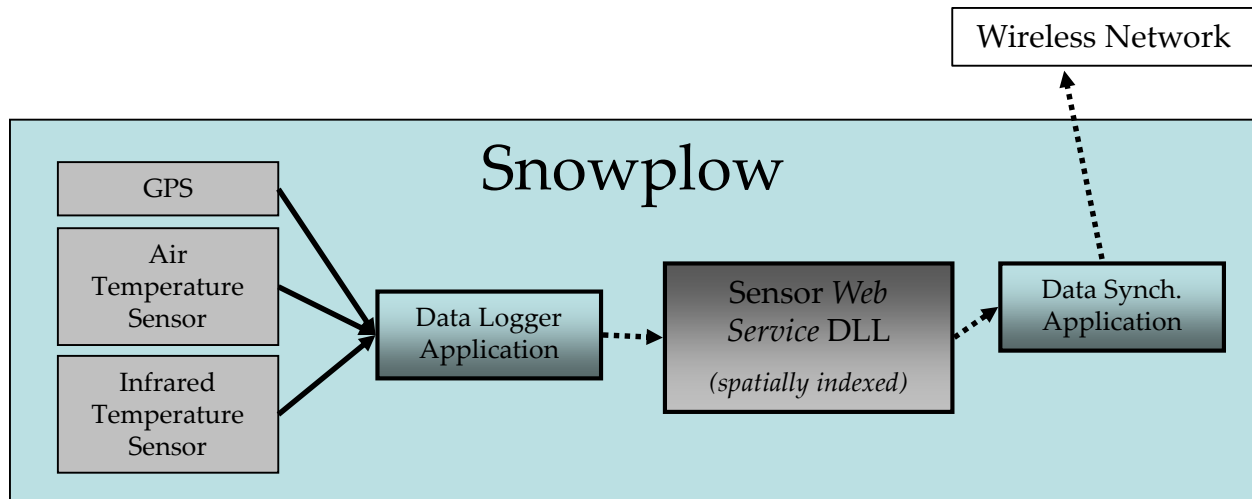 Wireless Network
Snowplow
GPS
Air
Temperature
Sensor
Infrared
Temperature
Sensor
Data Logger
Application
Sensor Web
Service DLL
(spatially indexed)
Data Synch.
Application